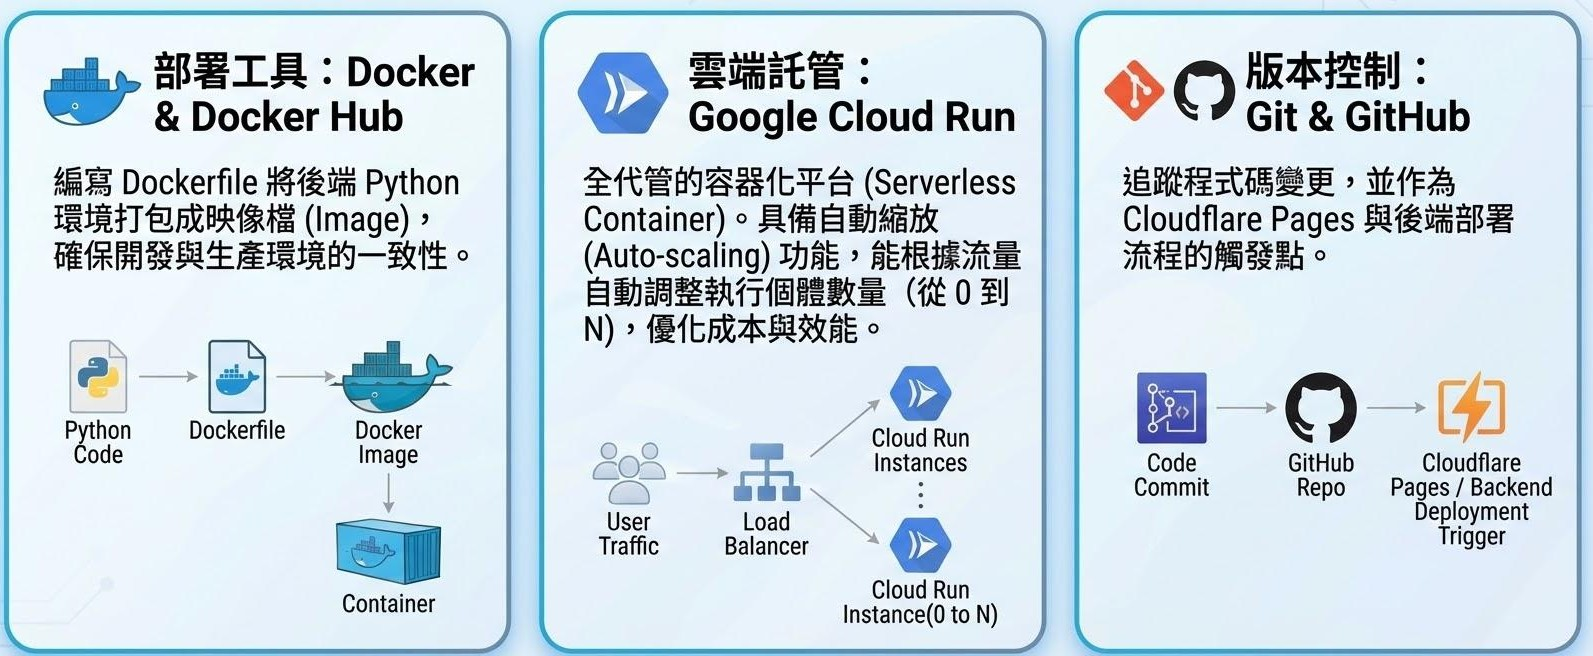 部署工具：Docker
& Docker Hub
編寫 Dockerfile 將後端 Python
環境打包成映像檔 (Image)，
確保開發與生產環境的一致性。
Python
Code
Dockerfile
Docker
Image
Container
雲端託管：
Google Cloud Run
全代管的容器化平台 (Serverless
Container)。具備自動縮放
(Auto-scaling) 功能，能根據流量
自動調整執行個體數量（從 0 到
N)，優化成本與效能。
User
Traffic
Load
Balancer
Cloud Run
Instances
Cloud Run
Instance(0 to N)
版本控制：
Git & GitHub
追蹤程式碼變更，並作為
Cloudflare Pages 與後端部署
流程的觸發點。
Code
Commit
GitHub
Repo
Cloudflare
Pages / Backend
Deployment
Trigger